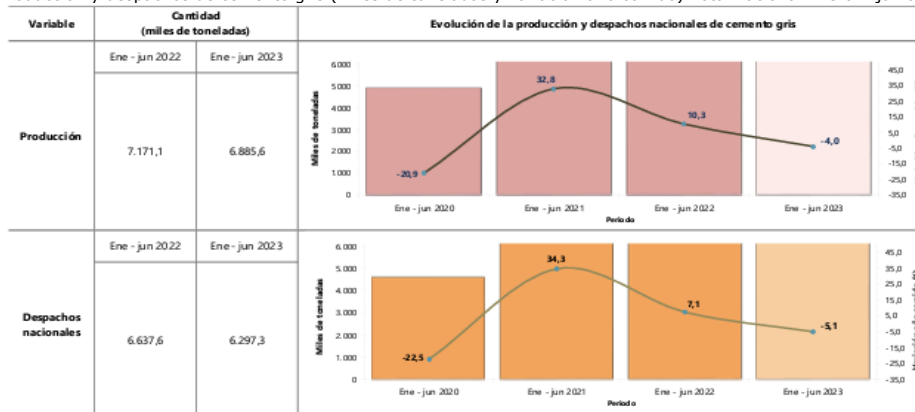 Variable
Cantidad
(miles de toneladas)
Evolución de la producción y despachos nacionales de cemento gris
Ene - jun 2022
Ene - jun 2023
Producción
7.171,1
6.885,6
Miles de toneladas
6.000
5.000
4.000
3.000
2.000
1.000
0
-20,9
32,8
10,3
-4,0
45,0
35,0
25,0
15,0
5,0
-5,0
-15,0
-25,0
-35,0
Ene - jun 2020
Ene - jun 2021
Ene - jun 2022
Ene - jun 2023
Periodo
Ene - jun 2022
Ene - jun 2023
Despachos
nacionales
6.637,6
6.297,3
Miles de toneladas
6.000
5.000
4.000
3.000
2.000
1.000
0
-22,5
34,3
7,1
-5,1
45,0
35,0
25,0
15,0
5,0
-5,0
-15,0
-25,0
-35,0
Ene - jun 2020
Ene - jun 2021
Ene - jun 2022
Ene - jun 2023
Periodo